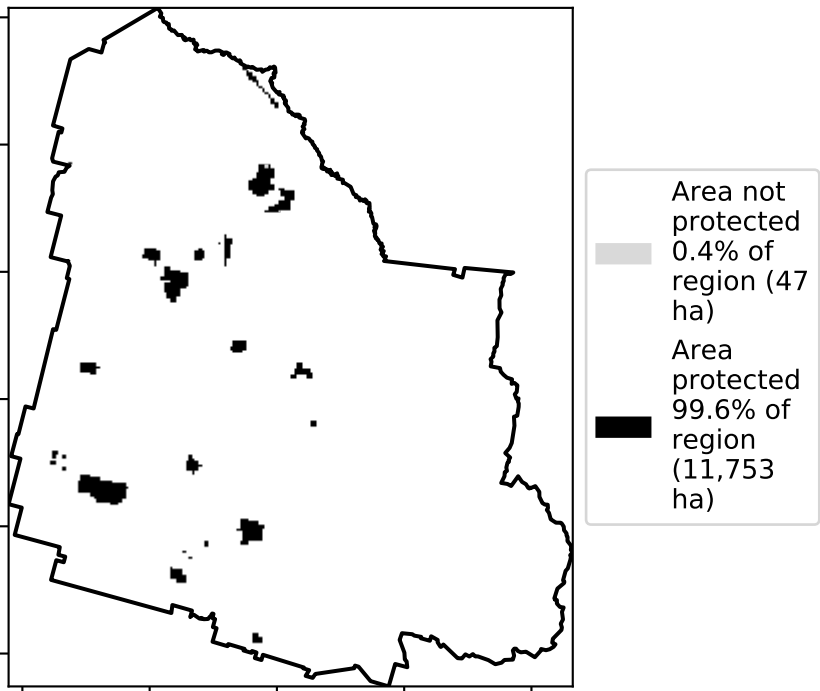 Area not
protected
0.4% of
region (47
ha)
Area
protected
99.6% of
region
(11,753
ha)